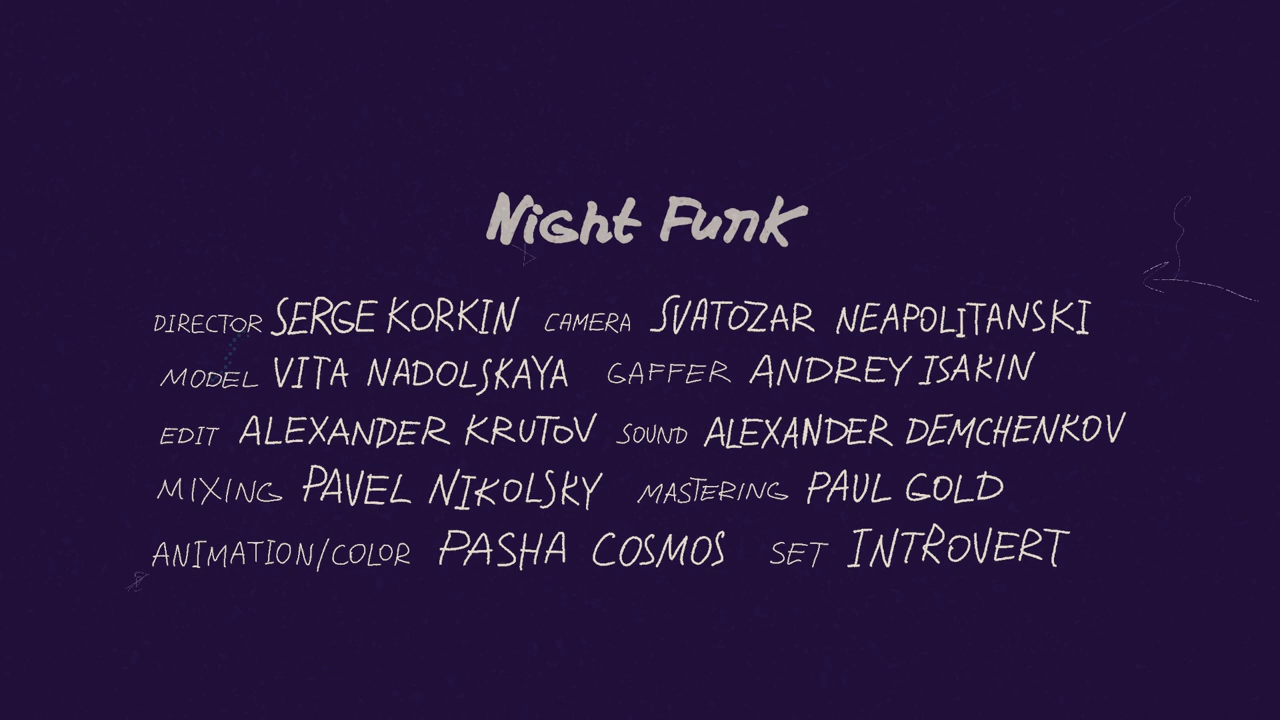 Night Funk
DIRECTOR SERGE KORKIN CAMERA SVATOZAR NEAPOLITANSKI
MODEL VITA NADOLSKAYA GAFFER ANDREY ISAKIN
EDIT ALEXANDER KRUTOV SOUND ALEXANDER DEMCHENKOV
MIXING PAVEL NIKOLSKY MASTERING PAUL GOLD
ANIMATION/COLOR PASHA COSMOS SET INTROVERT